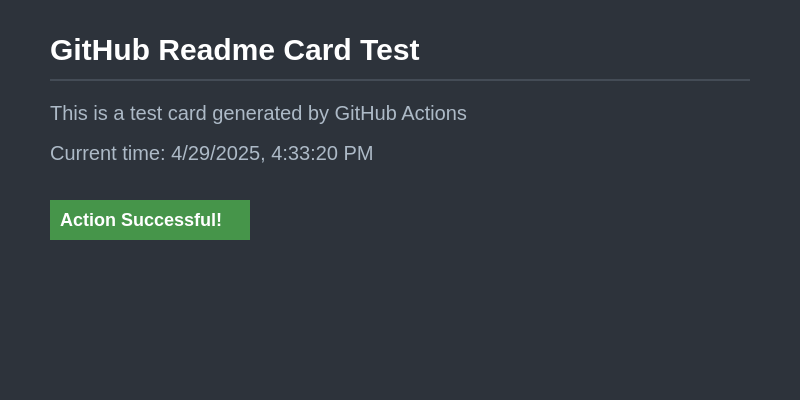 GitHub Readme Card Test
This is a test card generated by GitHub Actions
Current time: 4/29/2025, 4:33:20 PM
Action Successful!